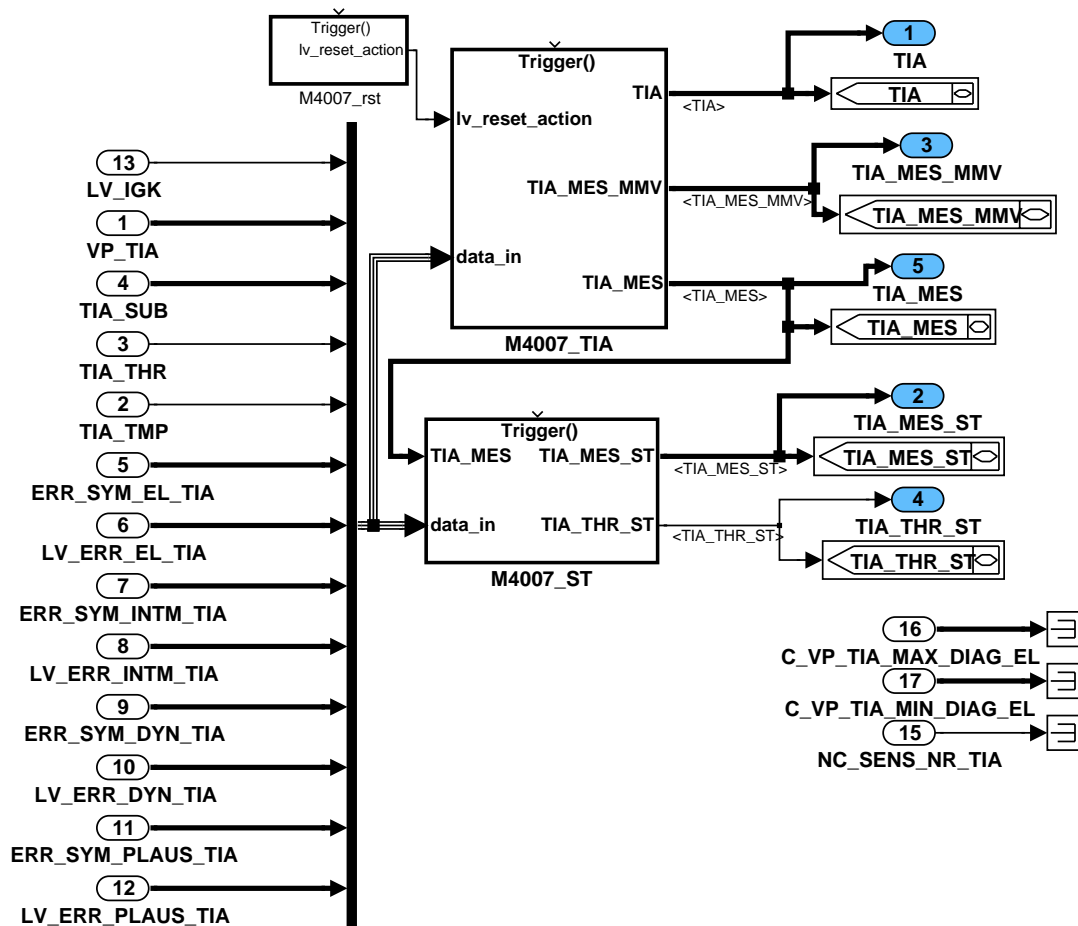 Trigger()
lv_reset_action
M4007_rst
13
LV_IGK
1
VP_TIA
4
TIA_SUB
3
TIA_THR
2
TIA_TMP
5
ERR_SYM_EL_TIA
6
LV_ERR_EL_TIA
7
ERR_SYM_INTM_TIA
8
LV_ERR_INTM_TIA
9
ERR_SYM_DYN_TIA
10
LV_ERR_DYN_TIA
11
ERR_SYM_PLAUS_TIA
12
LV_ERR_PLAUS_TIA
Trigger()
lv_reset_action
data_in
TIA
TIA_MES_MMV
TIA_MES
M4007_TIA
<TIA>
<TIA_MES_MMV>
<TIA_MES>
1
TIA
TIA
3
TIA_MES_MMV
TIA_MES_MMV
5
TIA_MES
TIA_MES
Trigger()
TIA_MES
data_in
TIA_MES_ST
TIA_THR_ST
M4007_ST
<TIA_MES_ST>
<TIA_THR_ST>
2
TIA_MES_ST
TIA_MES_ST
4
TIA_THR_ST
TIA_THR_ST
16
C_VP_TIA_MAX_DIAG_EL
17
C_VP_TIA_MIN_DIAG_EL
15
NC_SENS_NR_TIA